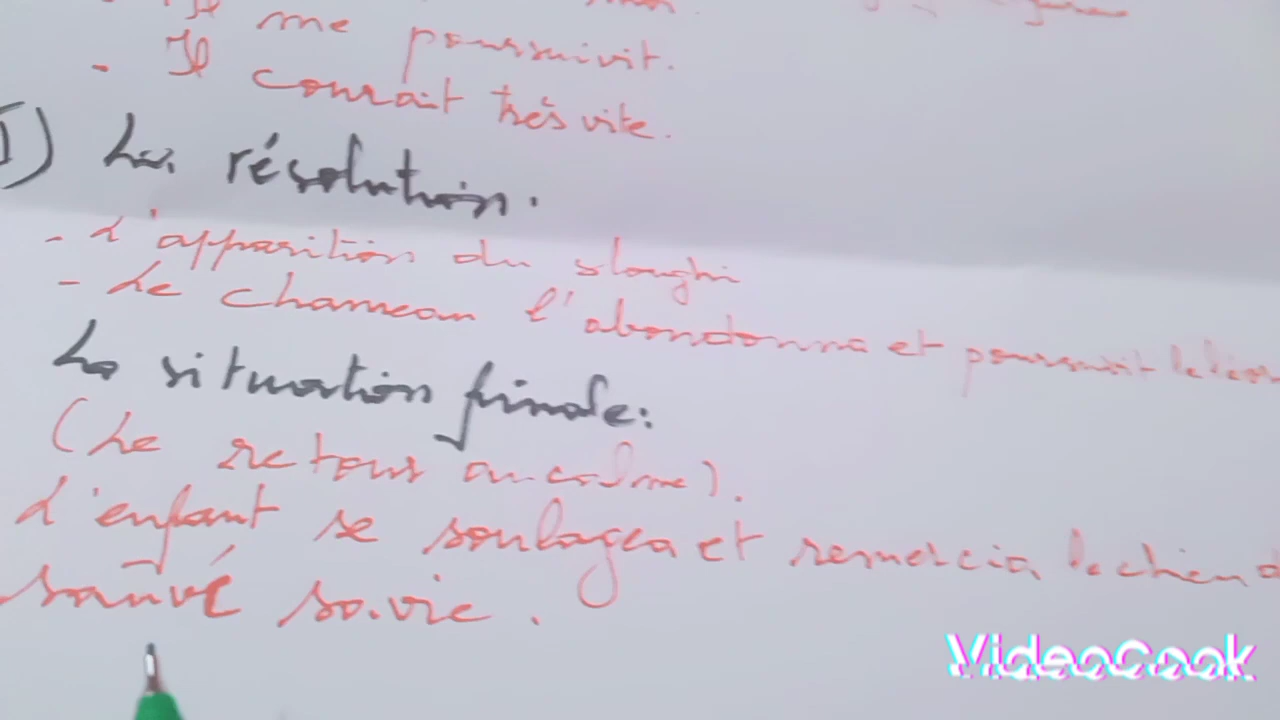 Il me poursuivit.
- Il courait très vite.
I) La résolution.
- L'apparition du sloughi
- Le chameau l'abandonna et poursuit le
La situation finale:
(Le retour au calme).
L'enfant se soulagea et remercia le chien d
sauvé sa vie.
VideoCook